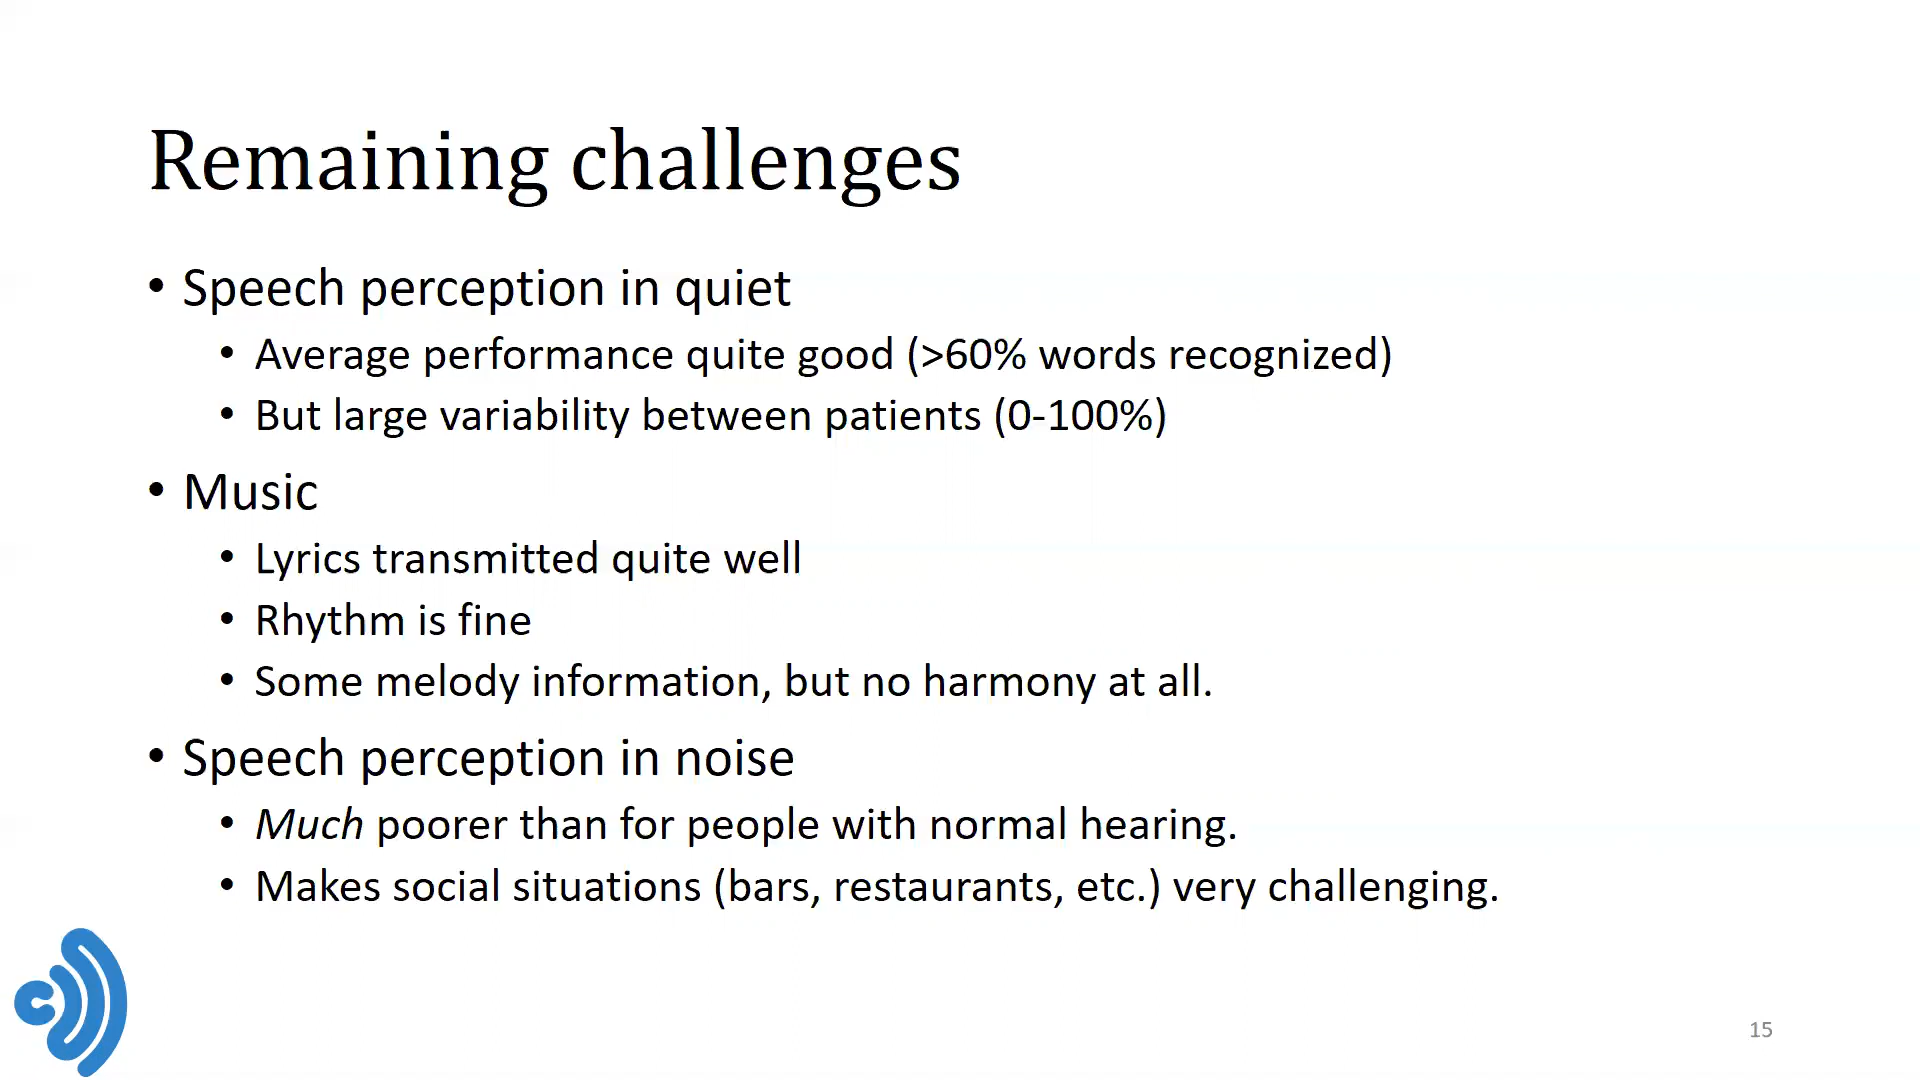 Remaining challenges
• Speech perception in quiet
• Average performance quite good (>60% words recognized)
• But large variability between patients (0-100%)
• Music
• Lyrics transmitted quite well
• Rhythm is fine
• Some melody information, but no harmony at all.
• Speech perception in noise
• Much poorer than for people with normal hearing.
• Makes social situations (bars, restaurants, etc.) very challenging.
15